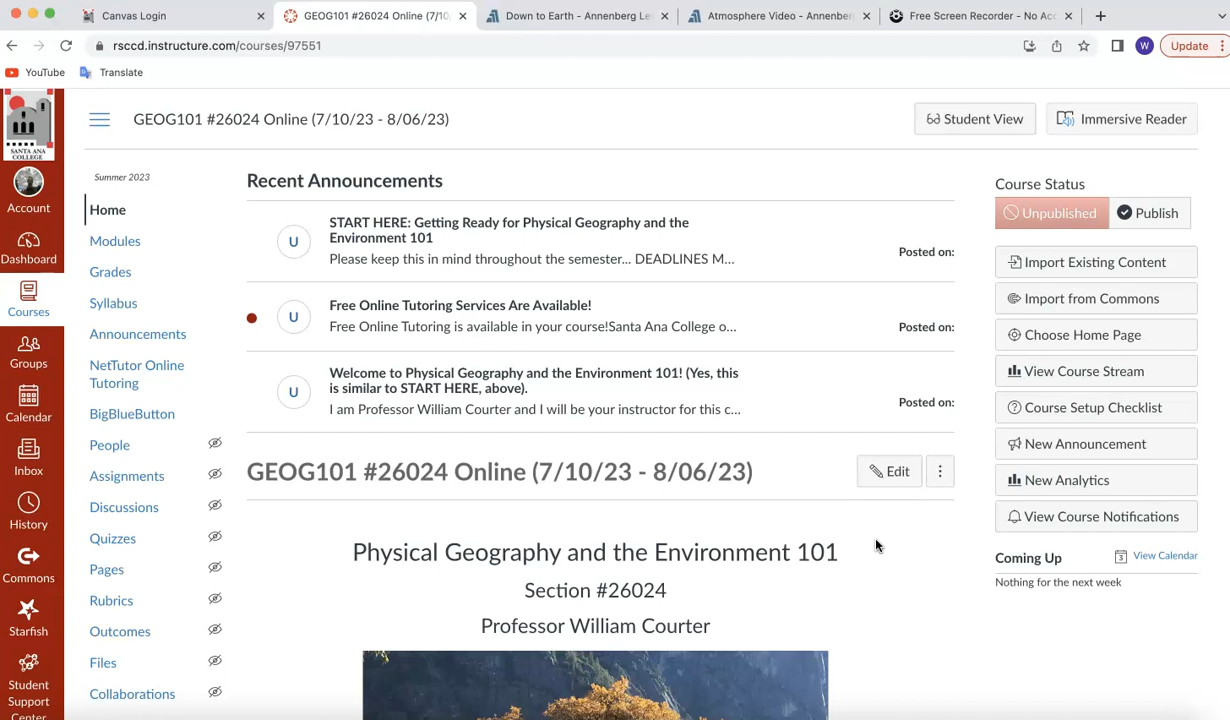 Canvas Login
GEOG101 #26024 Online (7/10
Down to Earth - Annenberg Le
Atmosphere Video - Annenber
Free Screen Recorder - No Acc
rsccd.instructure.com/courses/97551
W
Update
YouTube
Translate
SANTA ANA
COLLEGE
Account
Dashboard
Courses
Groups
Calendar
Inbox
History
Commons
Starfish
Student
Support
Center
GEOG101 #26024 Online (7/10/23 - 8/06/23)
Student View
Immersive Reader
Summer 2023
Home
Modules
Grades
Syllabus
Announcements
NetTutor Online
Tutoring
BigBlueButton
People
Assignments
Discussions
Quizzes
Pages
Rubrics
Outcomes
Files
Collaborations
Recent Announcements
U
START HERE: Getting Ready for Physical Geography and the
Environment 101
Please keep this in mind throughout the semester... DEADLINES M...
Posted on:
U
Free Online Tutoring Services Are Available!
Free Online Tutoring is available in your course!Santa Ana College o...
Posted on:
U
Welcome to Physical Geography and the Environment 101! (Yes, this
is similar to START HERE, above).
I am Professor William Courter and I will be your instructor for this c...
Posted on:
GEOG101 #26024 Online (7/10/23 - 8/06/23)
Edit
Physical Geography and the Environment 101
Section #26024
Professor William Courter
Course Status
Unpublished
Publish
Import Existing Content
Import from Commons
Choose Home Page
View Course Stream
Course Setup Checklist
New Announcement
New Analytics
View Course Notifications
Coming Up
3
View Calendar
Nothing for the next week